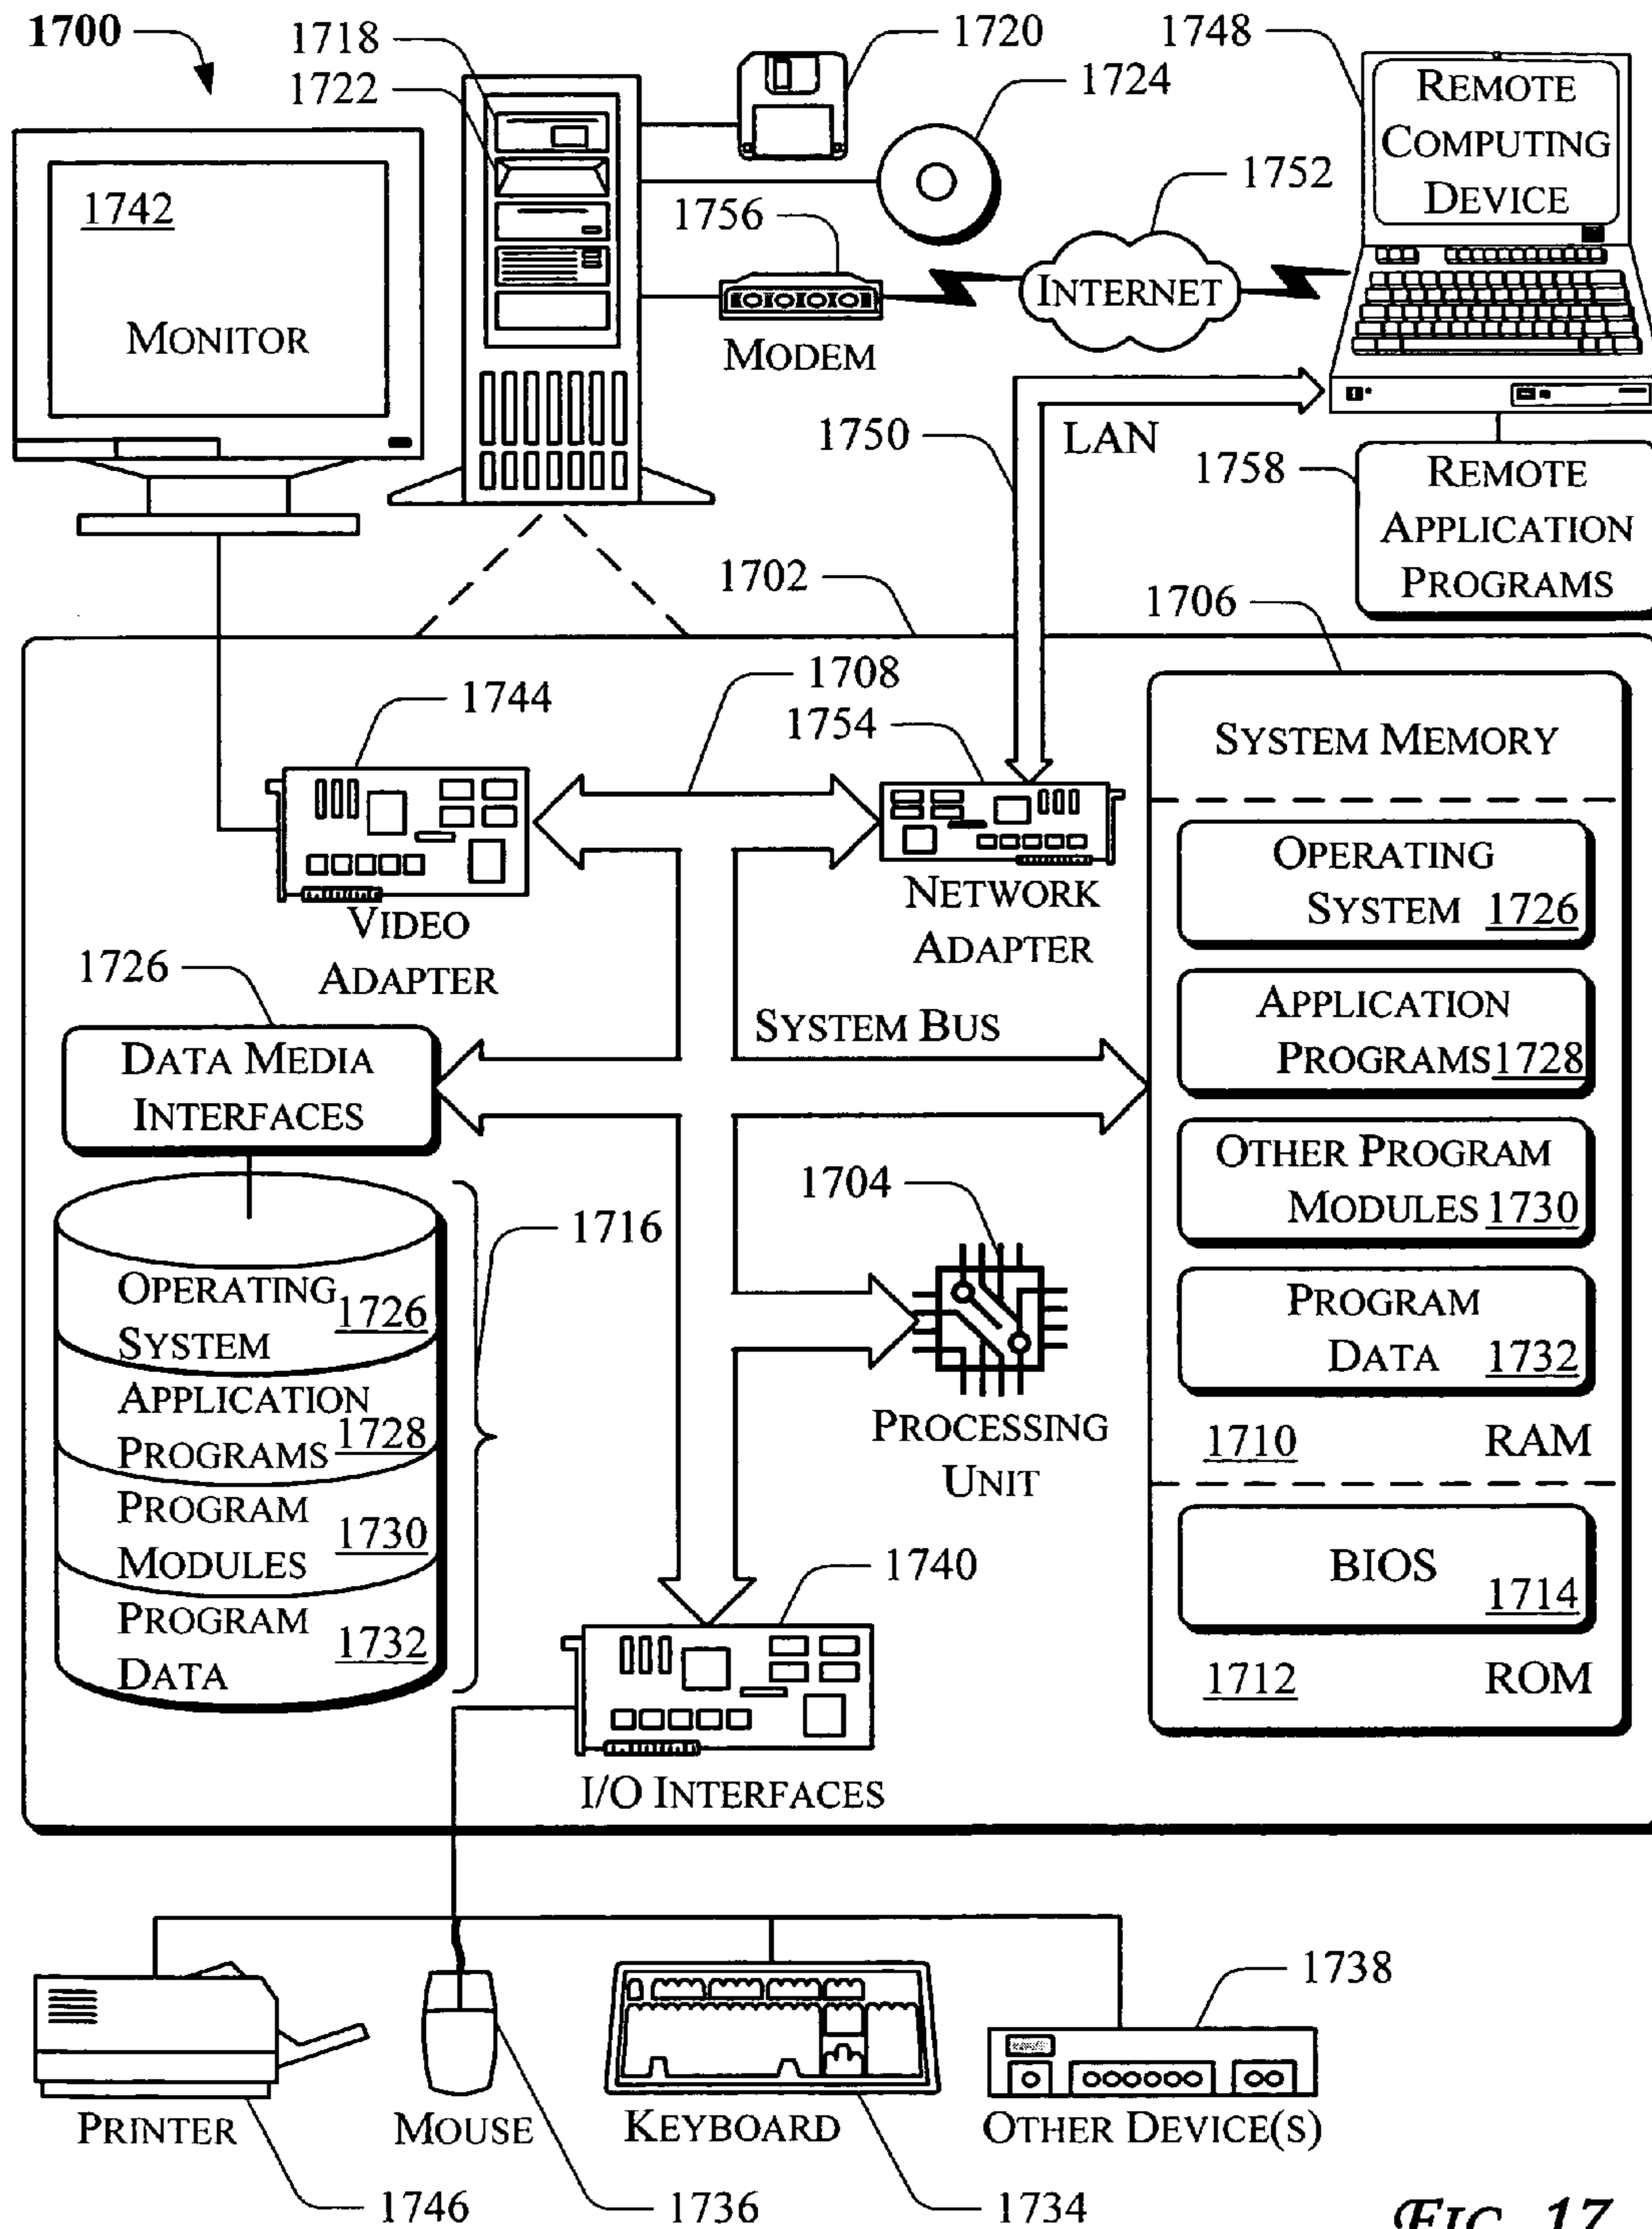 1700
1718
1722
1720
1724
1748
REMOTE
COMPUTING
DEVICE
1742
MONITOR
1756
MODEM
1752
INTERNET
1750
LAN
1758
REMOTE
APPLICATION
PROGRAMS
1702
1706
1708
1744
1754
VIDEO
ADAPTER
NETWORK
ADAPTER
SYSTEM MEMORY
OPERATING
SYSTEM 1726
APPLICATION
PROGRAMS 1728
OTHER PROGRAM
MODULES 1730
PROGRAM
DATA 1732
1710 RAM
BIOS
1714
1712 ROM
1726
DATA MEDIA
INTERFACES
SYSTEM BUS
1704
PROCESSING
UNIT
1716
OPERATING
SYSTEM 1726
APPLICATION
PROGRAMS 1728
PROGRAM
MODULES 1730
PROGRAM
DATA 1732
1740
I/O INTERFACES
1738
PRINTER
MOUSE
KEYBOARD
OTHER DEVICE(S)
1746
1736
1734
FIG. 17